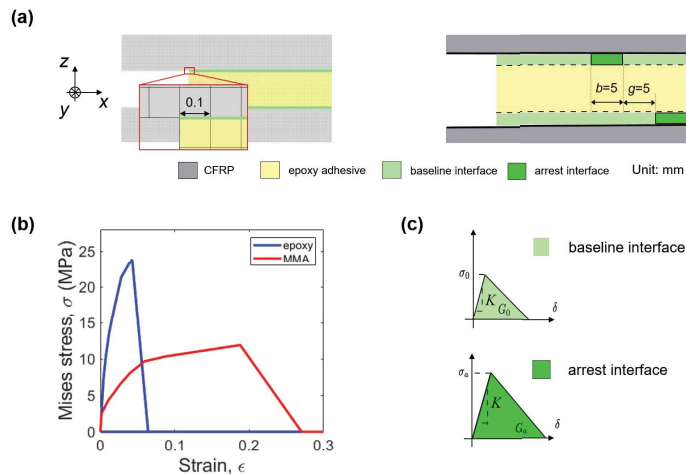 (a)
z
y
x
0.1
b=5
g=5
CFRP
epoxy adhesive
baseline interface
arrest interface
Unit: mm
(b)
Mises stress, σ (MPa)
25
20
15
10
5
0
0
0.1
0.2
0.3
Strain, ϵ
epoxy
MMA
(c)
baseline interface
σ₀
K
G₀
δ
arrest interface
σₐ
K
Gₐ
δ